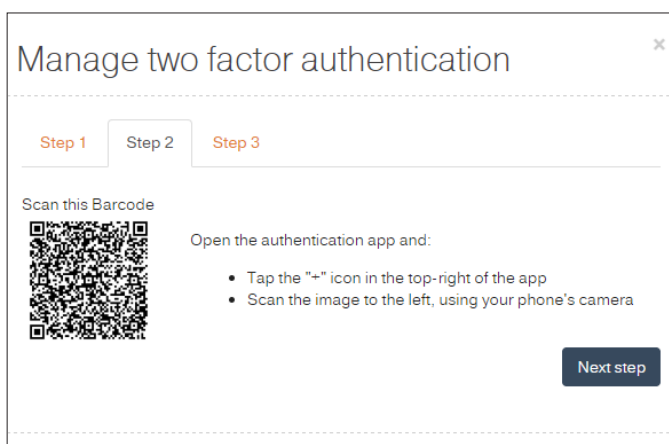 Manage two factor authentication
×
Step 1 Step 2 Step 3
Scan this Barcode
Open the authentication app and:
• Tap the "+" icon in the top-right of the app
• Scan the image to the left, using your phone's camera
Next step